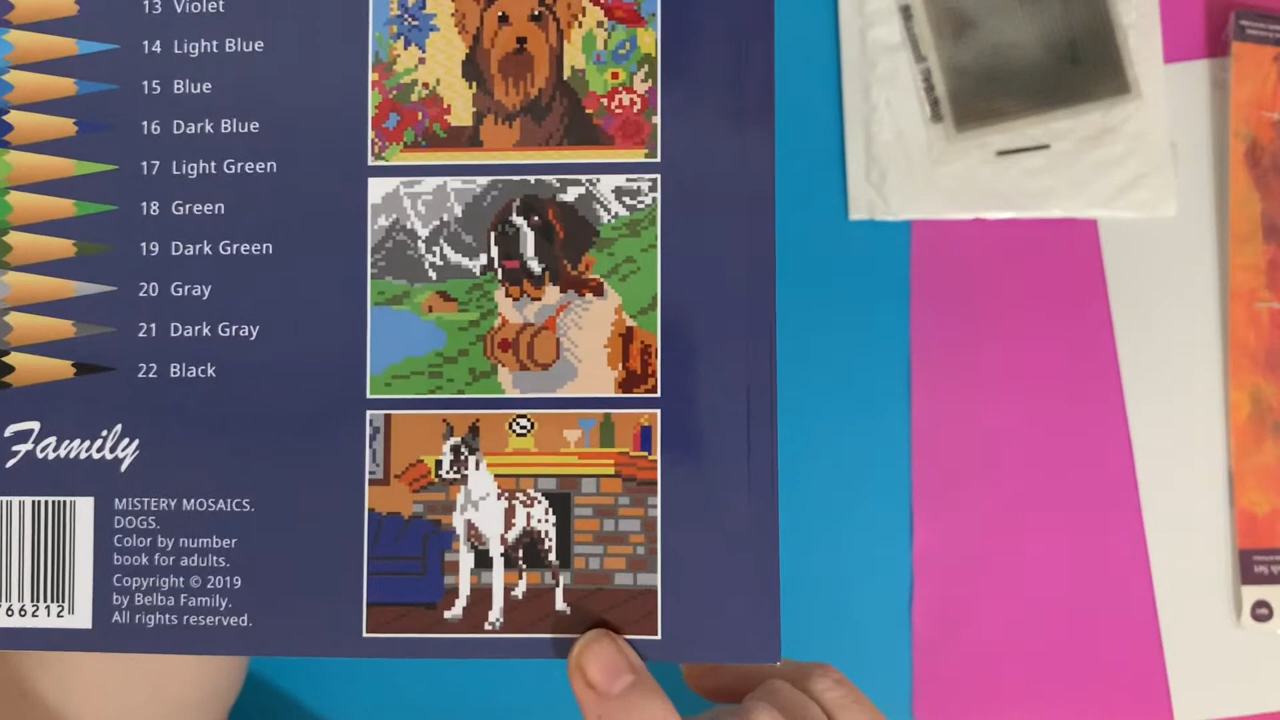 13 Violet
14 Light Blue
15 Blue
16 Dark Blue
17 Light Green
18 Green
19 Dark Green
20 Gray
21 Dark Gray
22 Black
Family
MISTERY MOSAICS.
DOGS.
Color by number
book for adults.
Copyright © 2019
by Belba Family.
All rights reserved.
66212